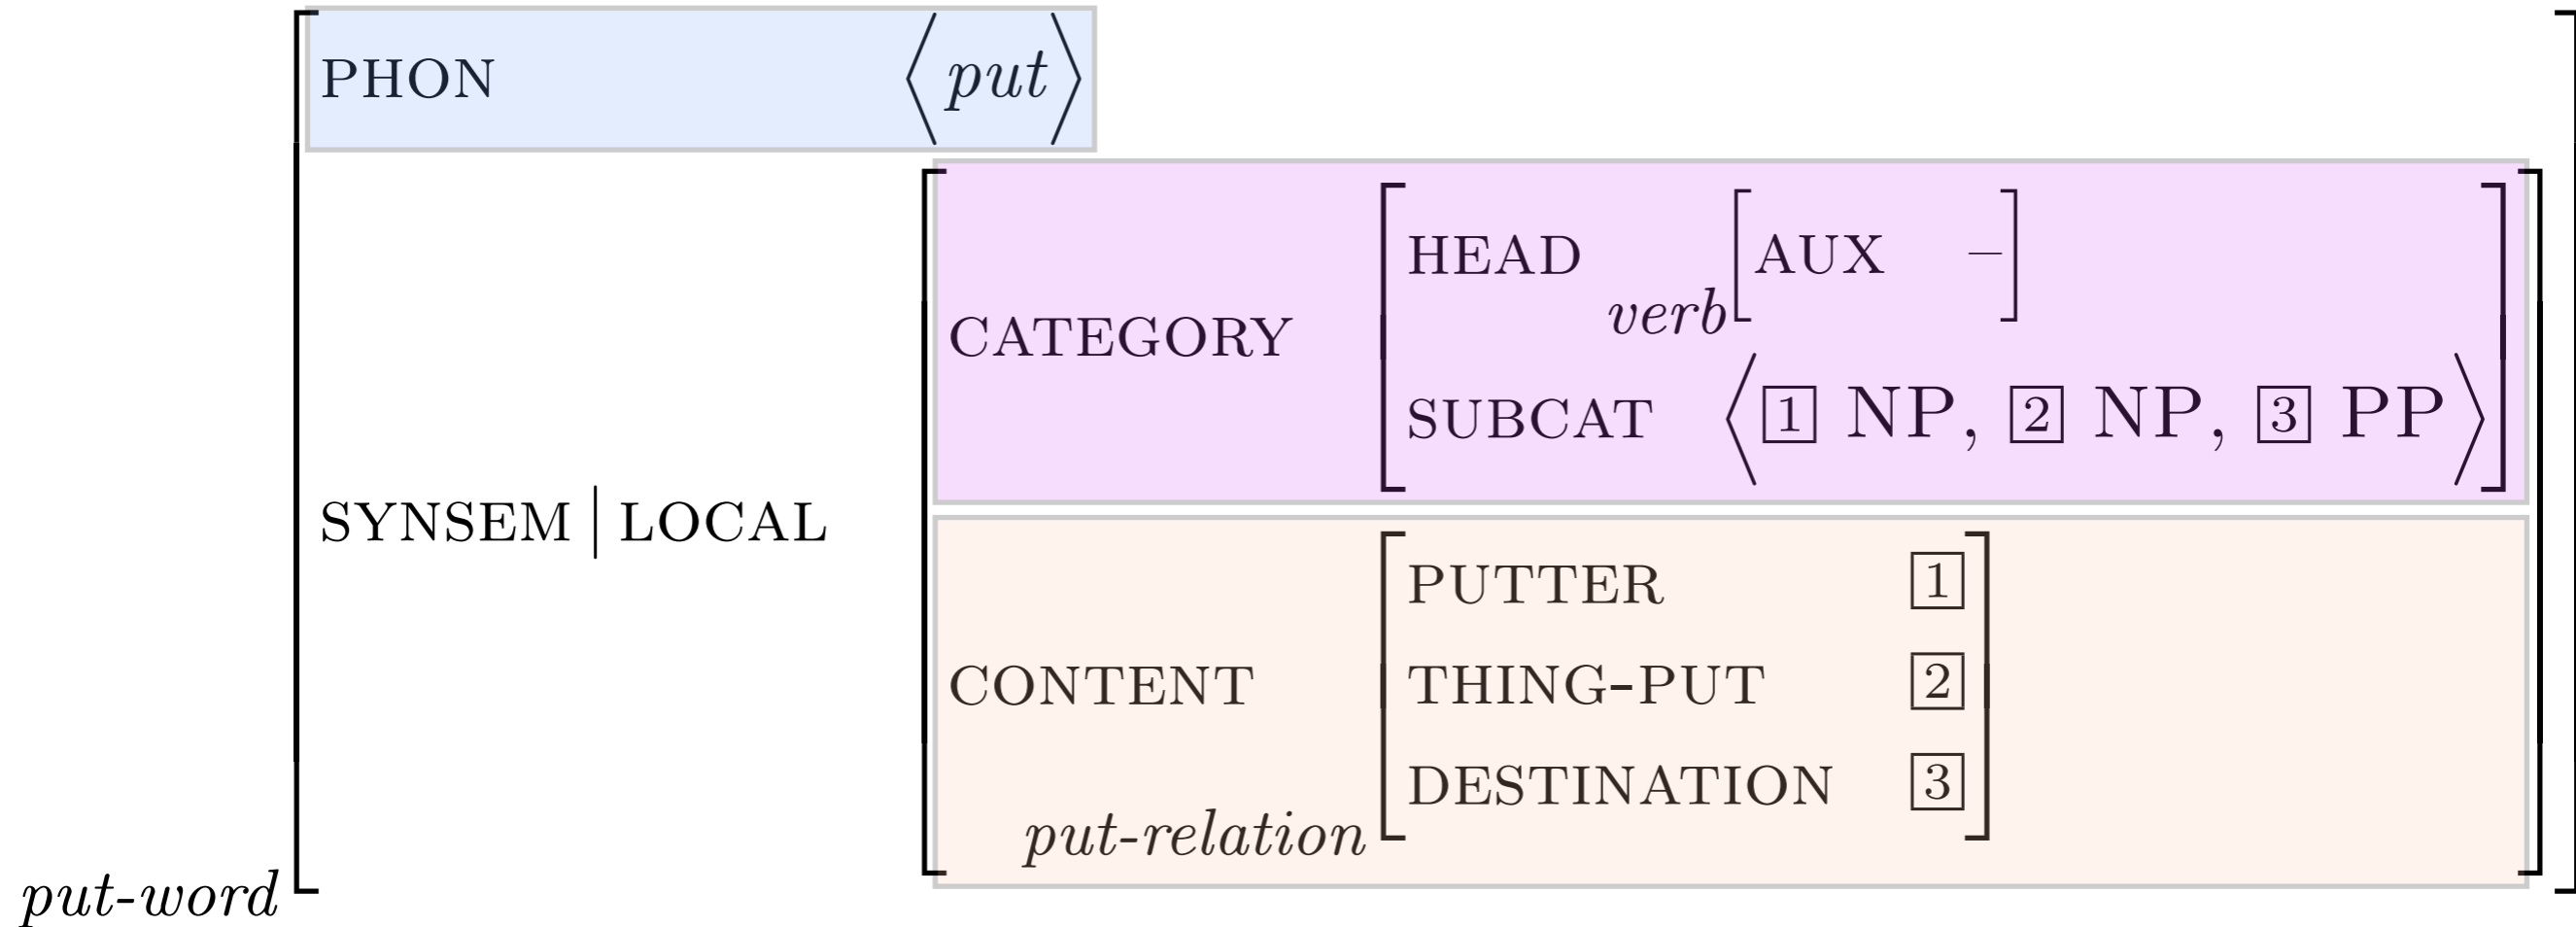 PHON ⟨put⟩
HEAD verb[AUX –]
CATEGORY
SUBCAT ⟨1 NP, 2 NP, 3 PP⟩
SYNSEM | LOCAL
PUTTER 1
CONTENT THING-PUT 2
DESTINATION 3
put-relation
put-word